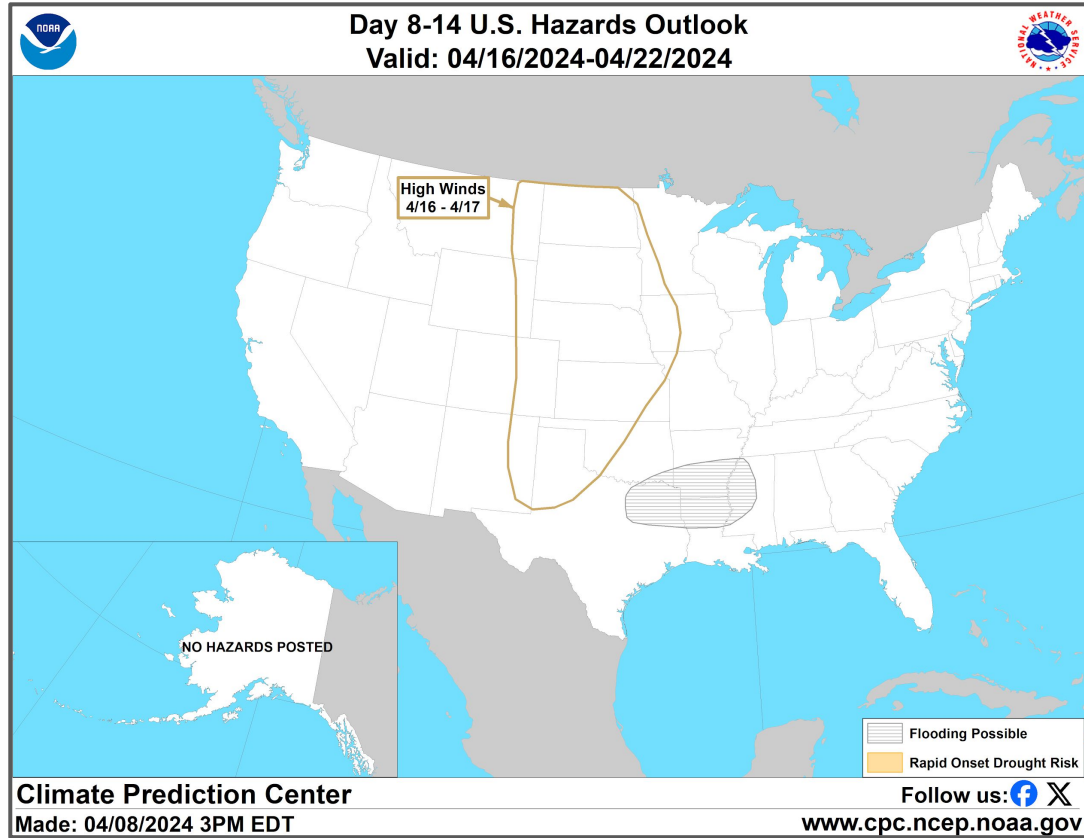 NOAA
Day 8-14 U.S. Hazards Outlook
Valid: 04/16/2024-04/22/2024
NATIONAL WEATHER SERVICE
High Winds
4/16 - 4/17
NO HAZARDS POSTED
Flooding Possible
Rapid Onset Drought Risk
Climate Prediction Center
Follow us:
Made: 04/08/2024 3PM EDT
www.cpc.ncep.noaa.gov